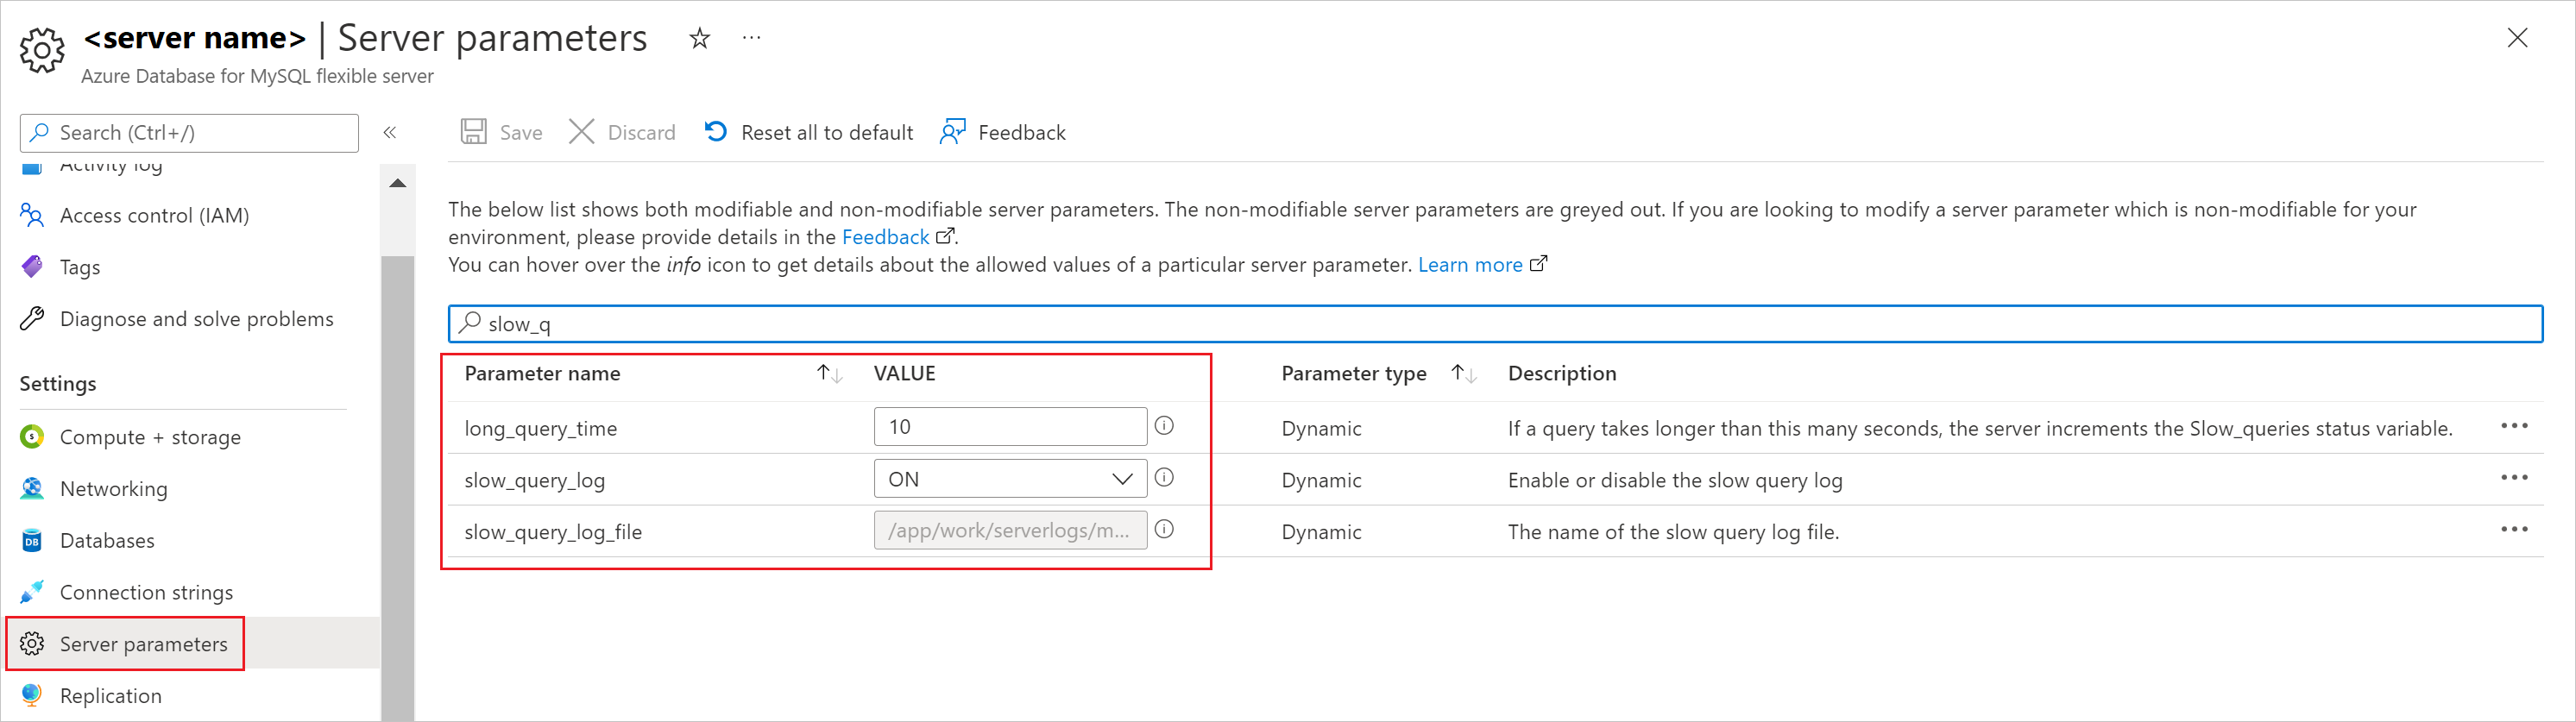 <server name> | Server parameters
Azure Database for MySQL flexible server
Search (Ctrl+/)
Activity log
Access control (IAM)
Tags
Diagnose and solve problems
Settings
Compute + storage
Networking
Databases
Connection strings
Server parameters
Replication
Save Discard Reset all to default Feedback
The below list shows both modifiable and non-modifiable server parameters. The non-modifiable server parameters are greyed out. If you are looking to modify a server parameter which is non-modifiable for your
environment, please provide details in the Feedback.
You can hover over the info icon to get details about the allowed values of a particular server parameter. Learn more
slow_q
Parameter name VALUE Parameter type Description
long_query_time 10 Dynamic If a query takes longer than this many seconds, the server increments the Slow_queries status variable.
slow_query_log ON Dynamic Enable or disable the slow query log
slow_query_log_file /app/work/serverlogs/m... Dynamic The name of the slow query log file.